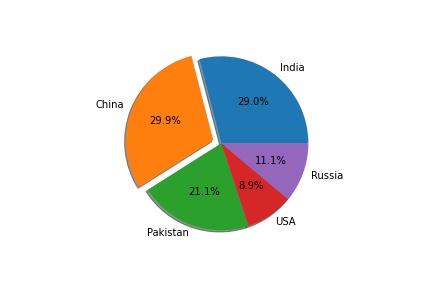 India
29.0%
China
29.9%
11.1%
Russia
8.9%
21.1%
USA
Pakistan